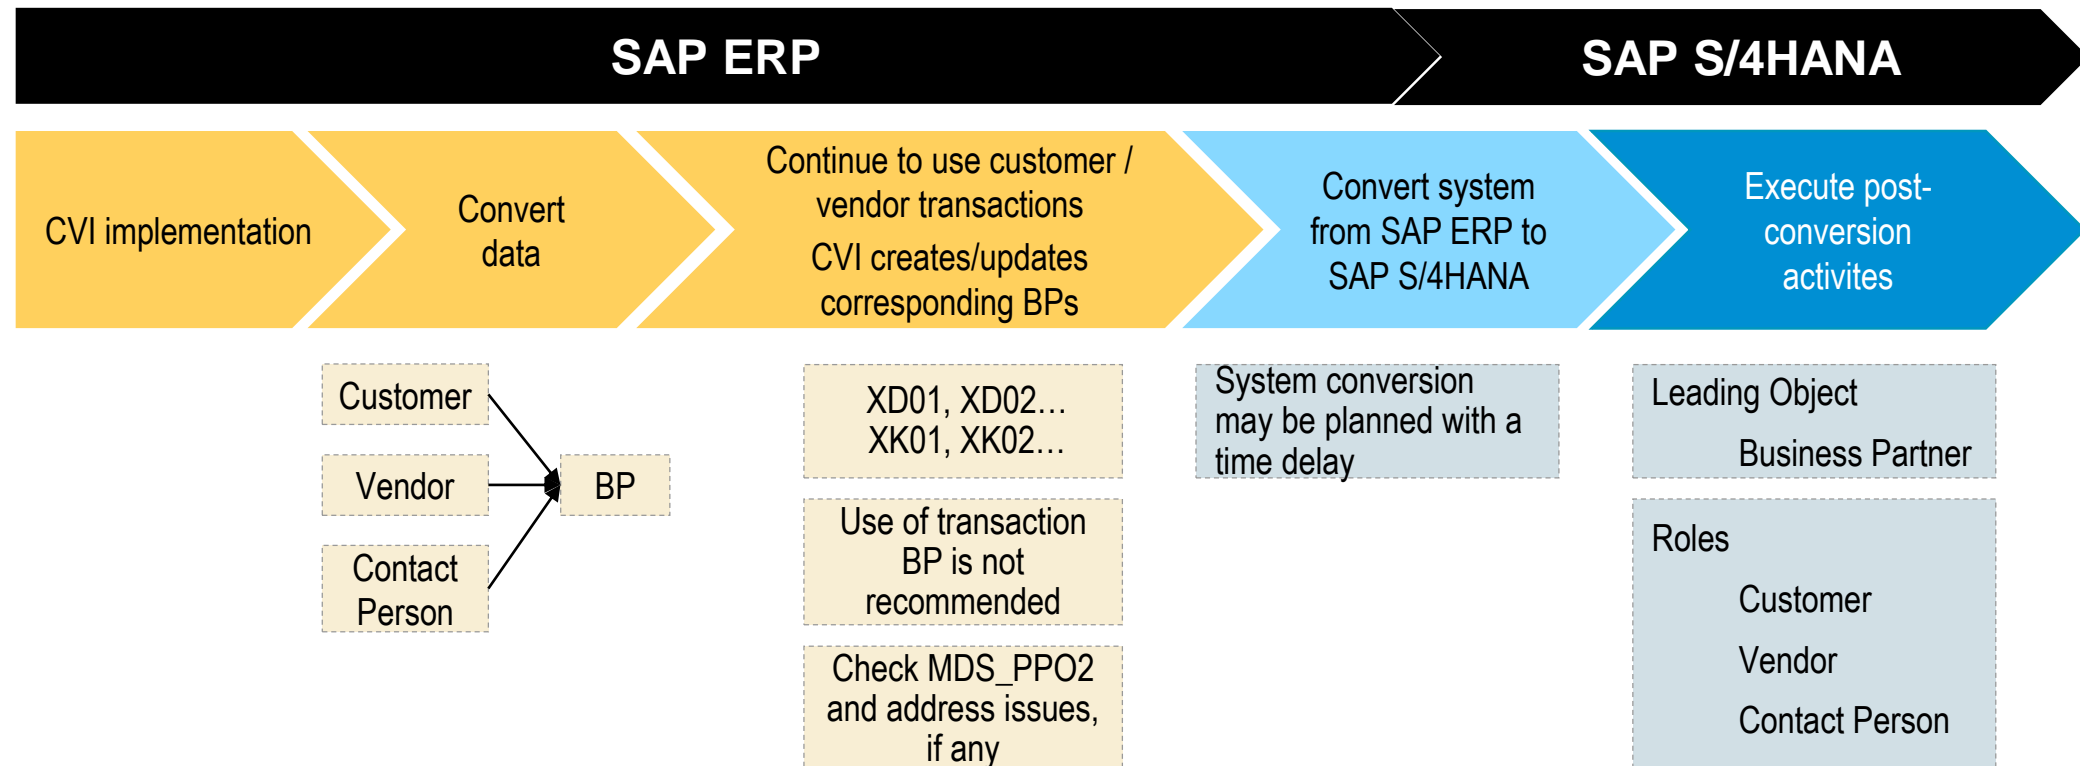 SAP ERP
SAP S/4HANA
CVI implementation
Convert
data
Continue to use customer /
vendor transactions
CVI creates/updates
corresponding BPs
Convert system
from SAP ERP to
SAP S/4HANA
Execute post-
conversion
activites
Customer
Vendor
Contact
Person
BP
XD01, XD02…
XK01, XK02…
Use of transaction
BP is not
recommended
Check MDS_PPO2
and address issues,
if any
System conversion
may be planned with a
time delay
Leading Object
Business Partner
Roles
Customer
Vendor
Contact Person